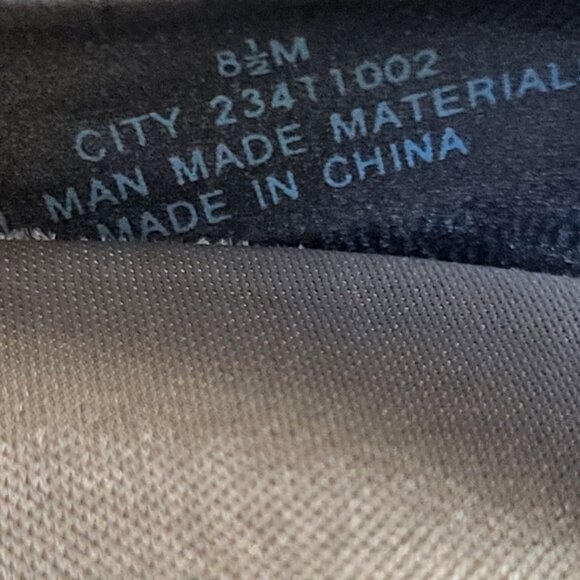 8½M
CITY 234T1002
MAN MADE MATERIAL
MADE IN CHINA